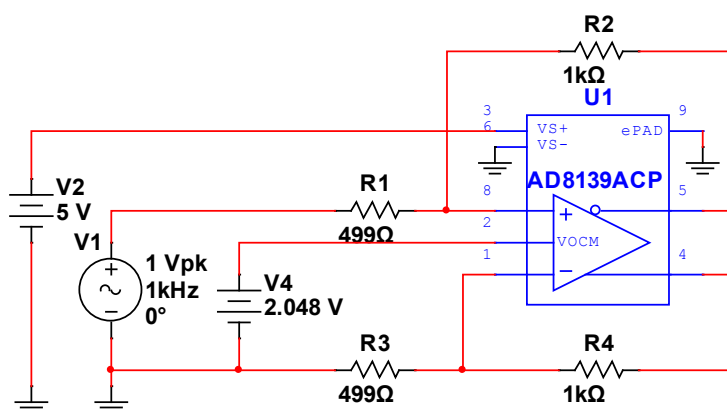 R2
1kΩ
U1
3
6
VS+
VS-
ePAD
9
AD8139ACP
V2
5 V
R1
499Ω
8
2
1
+
VOCM
−
5
4
V1
+
−
1 Vpk
1kHz
0°
V4
2.048 V
R3
499Ω
R4
1kΩ